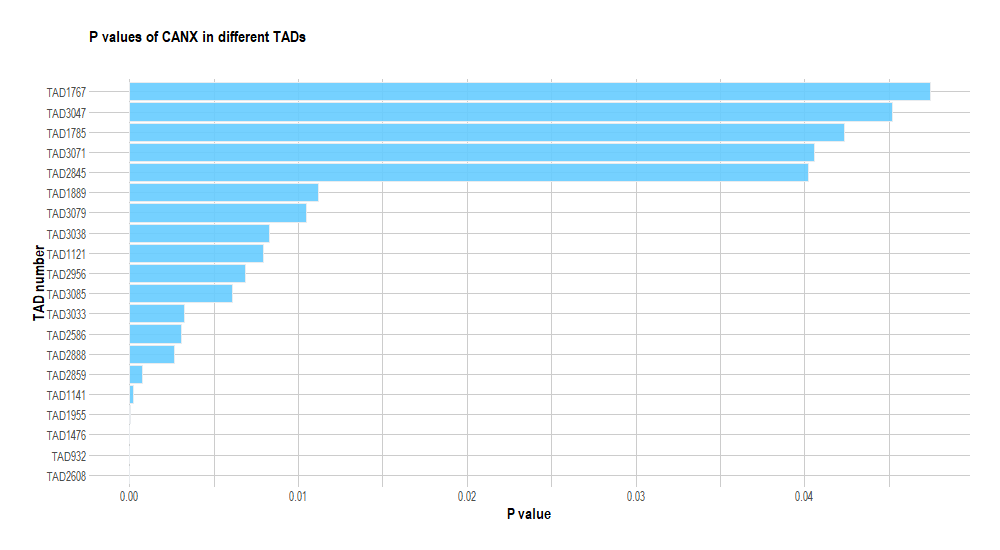 P values of CANX in different TADs
TAD number
TAD1767
TAD3047
TAD1785
TAD3071
TAD2845
TAD1889
TAD3079
TAD3038
TAD1121
TAD2956
TAD3085
TAD3033
TAD2586
TAD2888
TAD2859
TAD1141
TAD1955
TAD1476
TAD932
TAD2608
0.00 0.01 0.02 0.03 0.04
P value